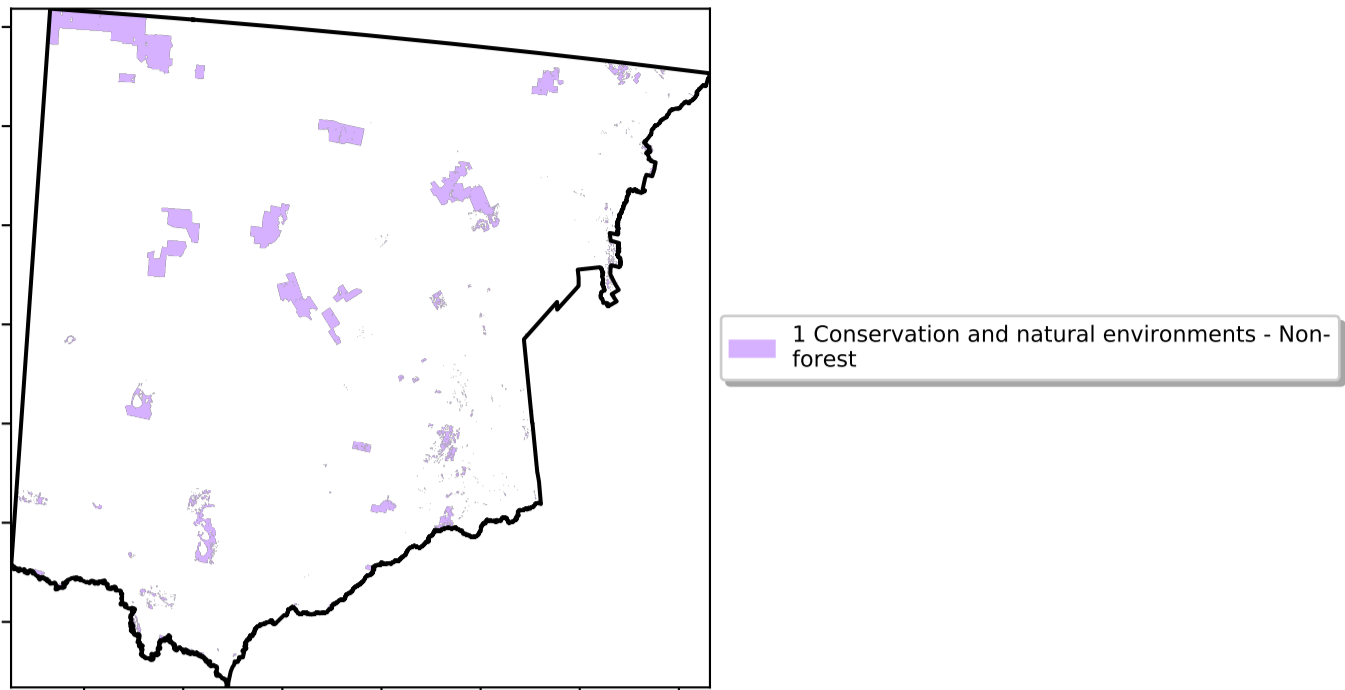 1 Conservation and natural environments - Non-
forest